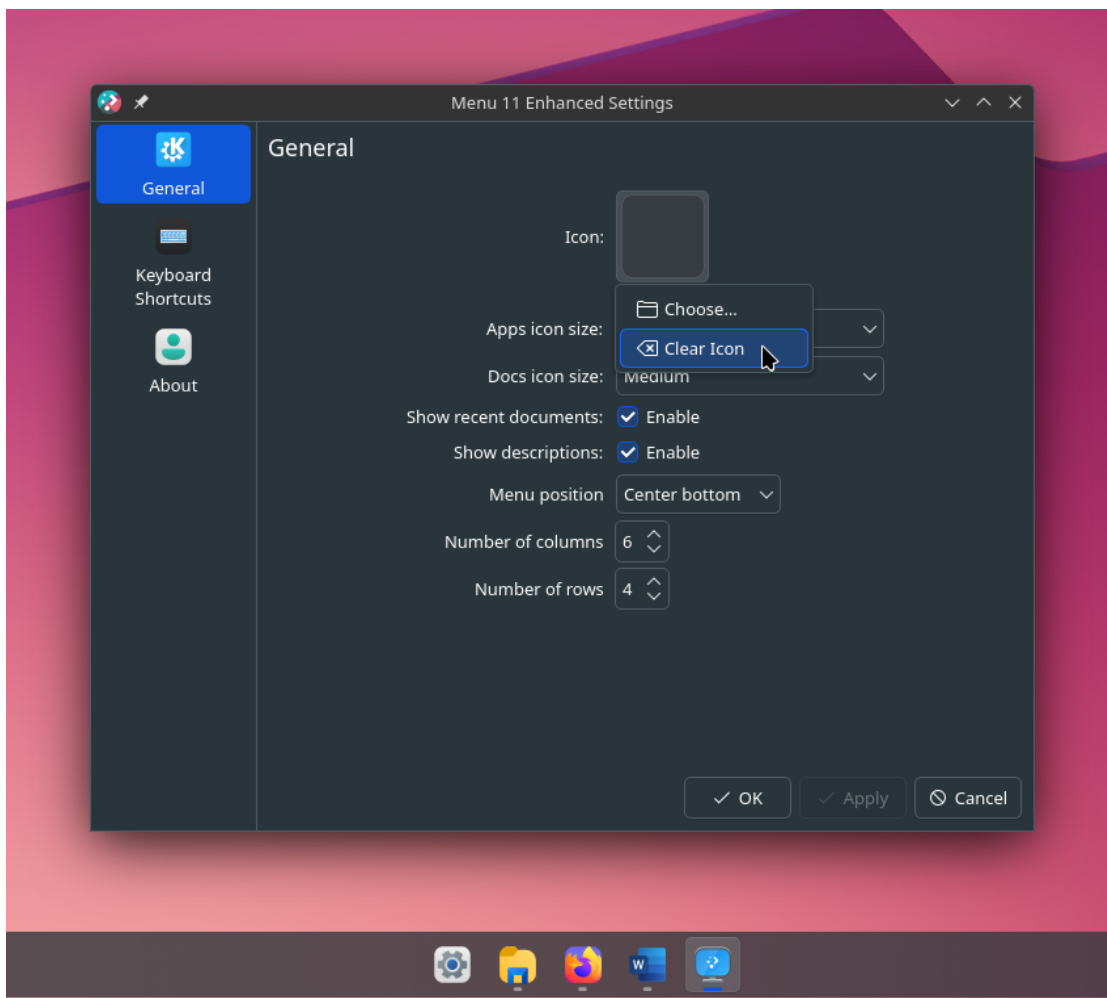 Menu 11 Enhanced Settings
General
Keyboard
Shortcuts
About
General
Icon:
Choose...
Clear Icon
Apps icon size:
Docs icon size: Medium
Show recent documents: Enable
Show descriptions: Enable
Menu position Center bottom
Number of columns 6
Number of rows 4
OK Apply Cancel
W